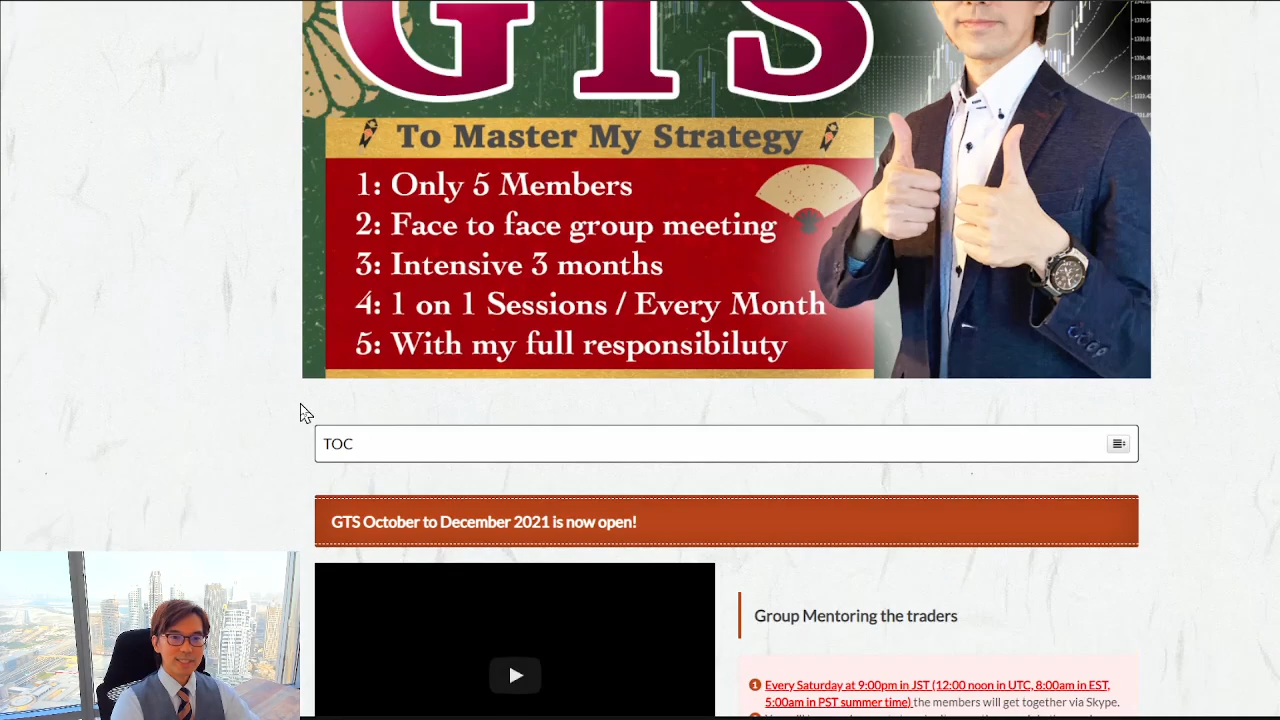 GTS
To Master My Strategy
1: Only 5 Members
2: Face to face group meeting
3: Intensive 3 months
4: 1 on 1 Sessions / Every Month
5: With my full responsibiluty
TOC
GTS October to December 2021 is now open!
Group Mentoring the traders
1 Every Saturday at 9:00pm in JST (12:00 noon in UTC, 8:00am in EST,
5:00am in PST summer time) the members will get together via Skype.